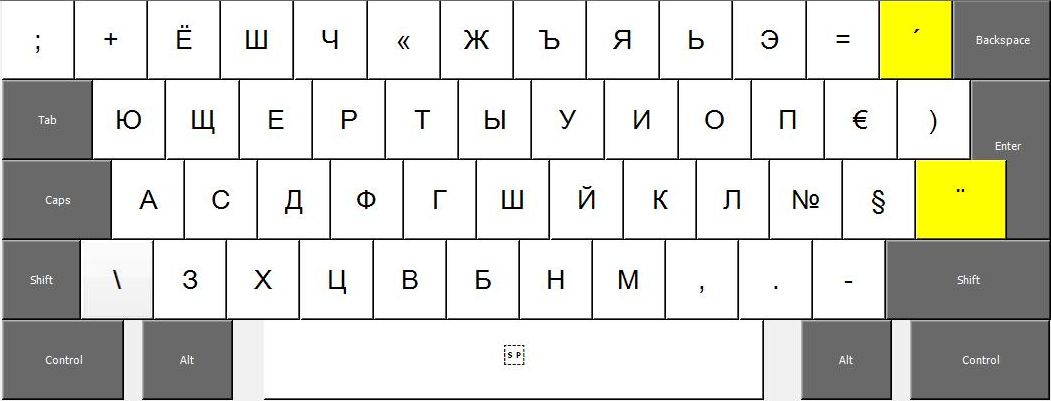 ; + Ё Ш Ч « Ж Ъ Я Ь Э = ´ Backspace
Tab Ю Щ Е Р Т Ы У И О П € )
Enter
Caps А С Д Ф Г Ш Й К Л № § ¨
Shift \ З Х Ц В Б Н М , . - Shift
Control Alt SP Alt Control